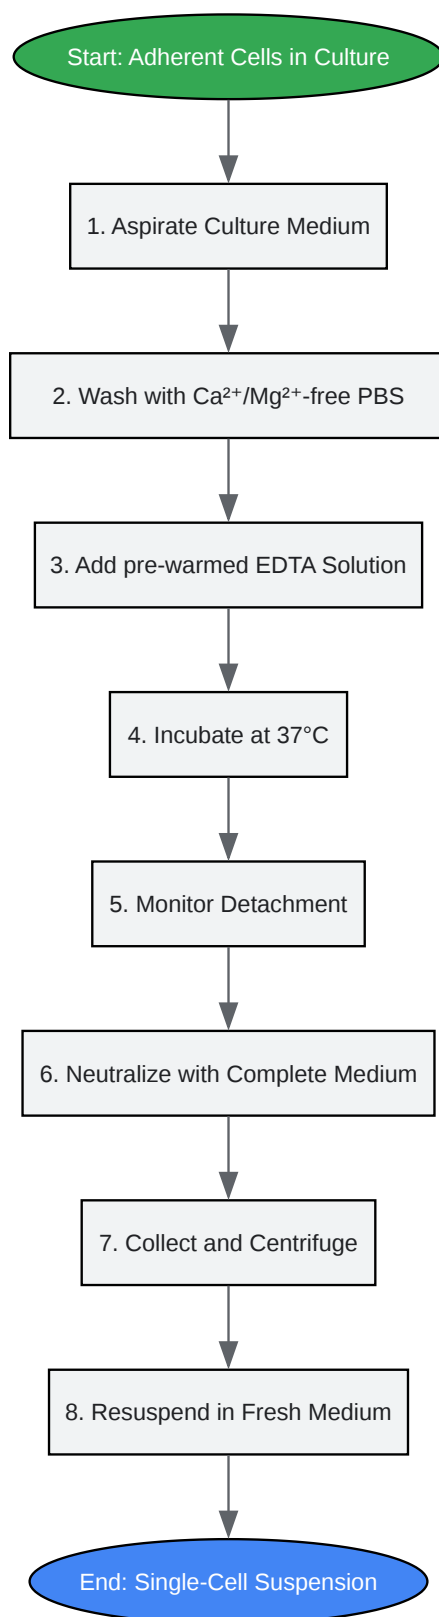 Start: Adherent Cells in Culture
1. Aspirate Culture Medium
2. Wash with Ca²⁺/Mg²⁺-free PBS
3. Add pre-warmed EDTA Solution
4. Incubate at 37°C
5. Monitor Detachment
6. Neutralize with Complete Medium
7. Collect and Centrifuge
8. Resuspend in Fresh Medium
End: Single-Cell Suspension